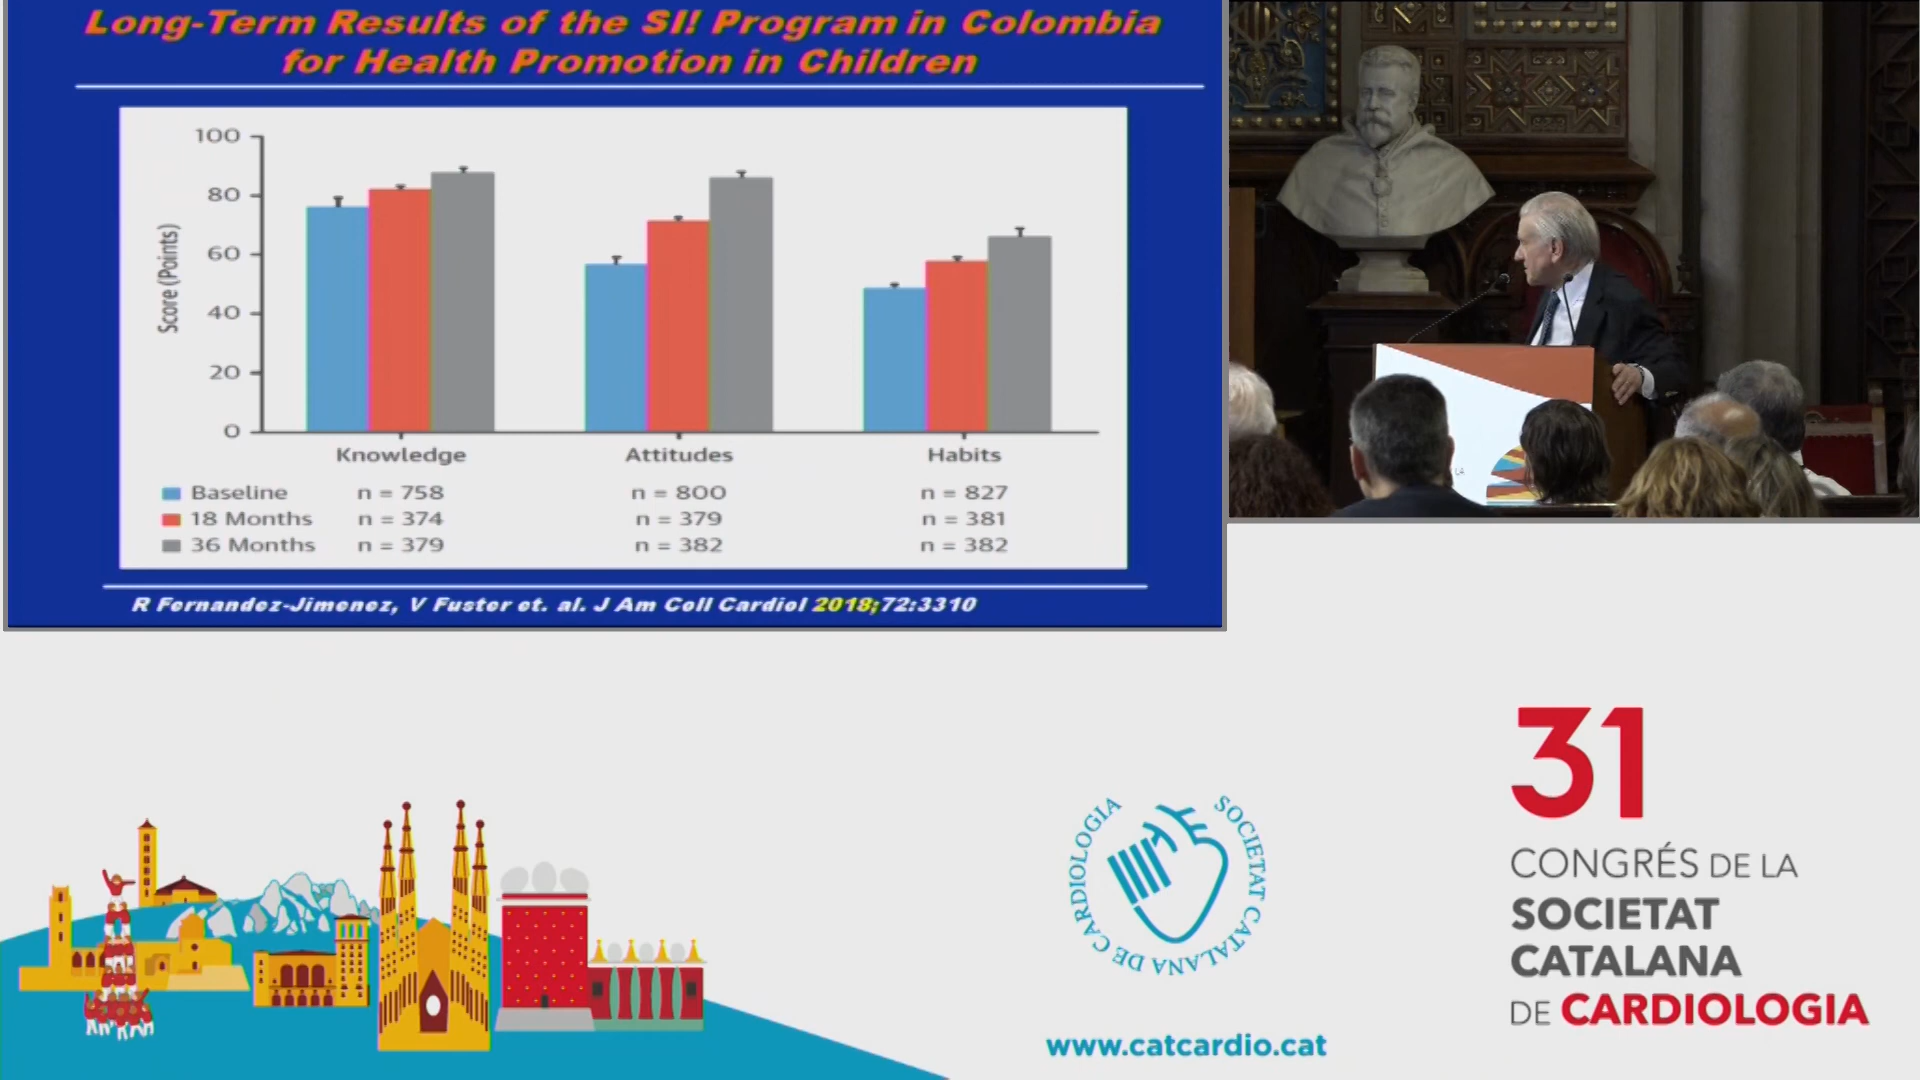 Long-Term Results of the SI! Program in Colombia
for Health Promotion in Children
Score (Points)
100
80
60
40
20
0
Knowledge Attitudes Habits
Baseline n = 758 n = 800 n = 827
18 Months n = 374 n = 379 n = 381
36 Months n = 379 n = 382 n = 382
R Fernandez-Jimenez, V Fuster et. al. J Am Coll Cardiol 2018;72:3310
SOCIETAT CATALANA DE CARDIOLOGIA
www.catcardio.cat
31
CONGRÉS DE LA
SOCIETAT
CATALANA
DE CARDIOLOGIA